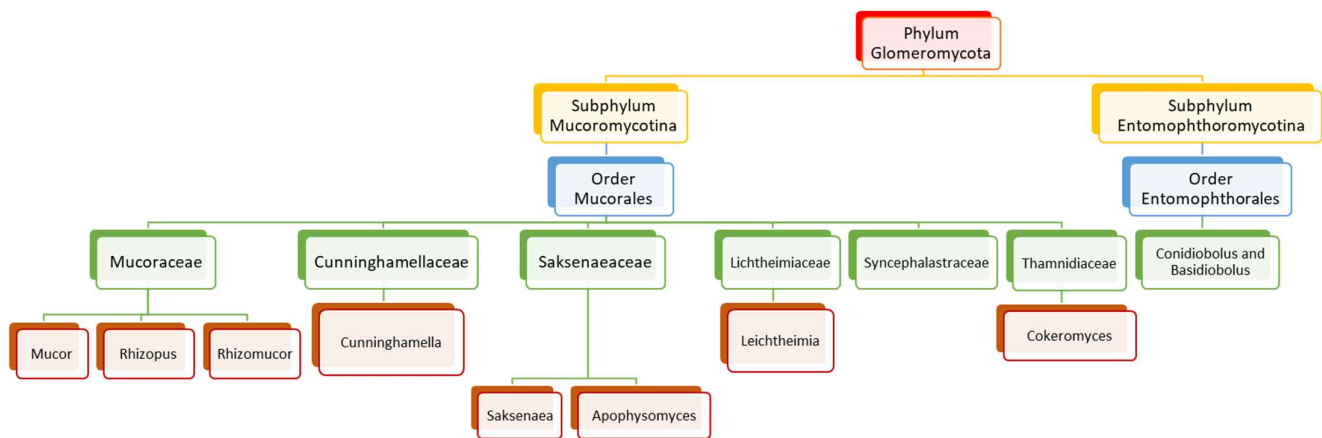 Phylum
Glomeromycota
Subphylum
Mucoromycotina
Subphylum
Entomophthoromycotina
Order
Mucorales
Order
Entomophthorales
Mucoraceae
Cunninghamellaceae
Saksenaeaceae
Lichtheimiaceae
Syncephalastraceae
Thamnidiaceae
Conidiobolus and
Basidiobolus
Mucor
Rhizopus
Rhizomucor
Cunninghamella
Leichtheimia
Cokeromyces
Saksenaea
Apophysomyces